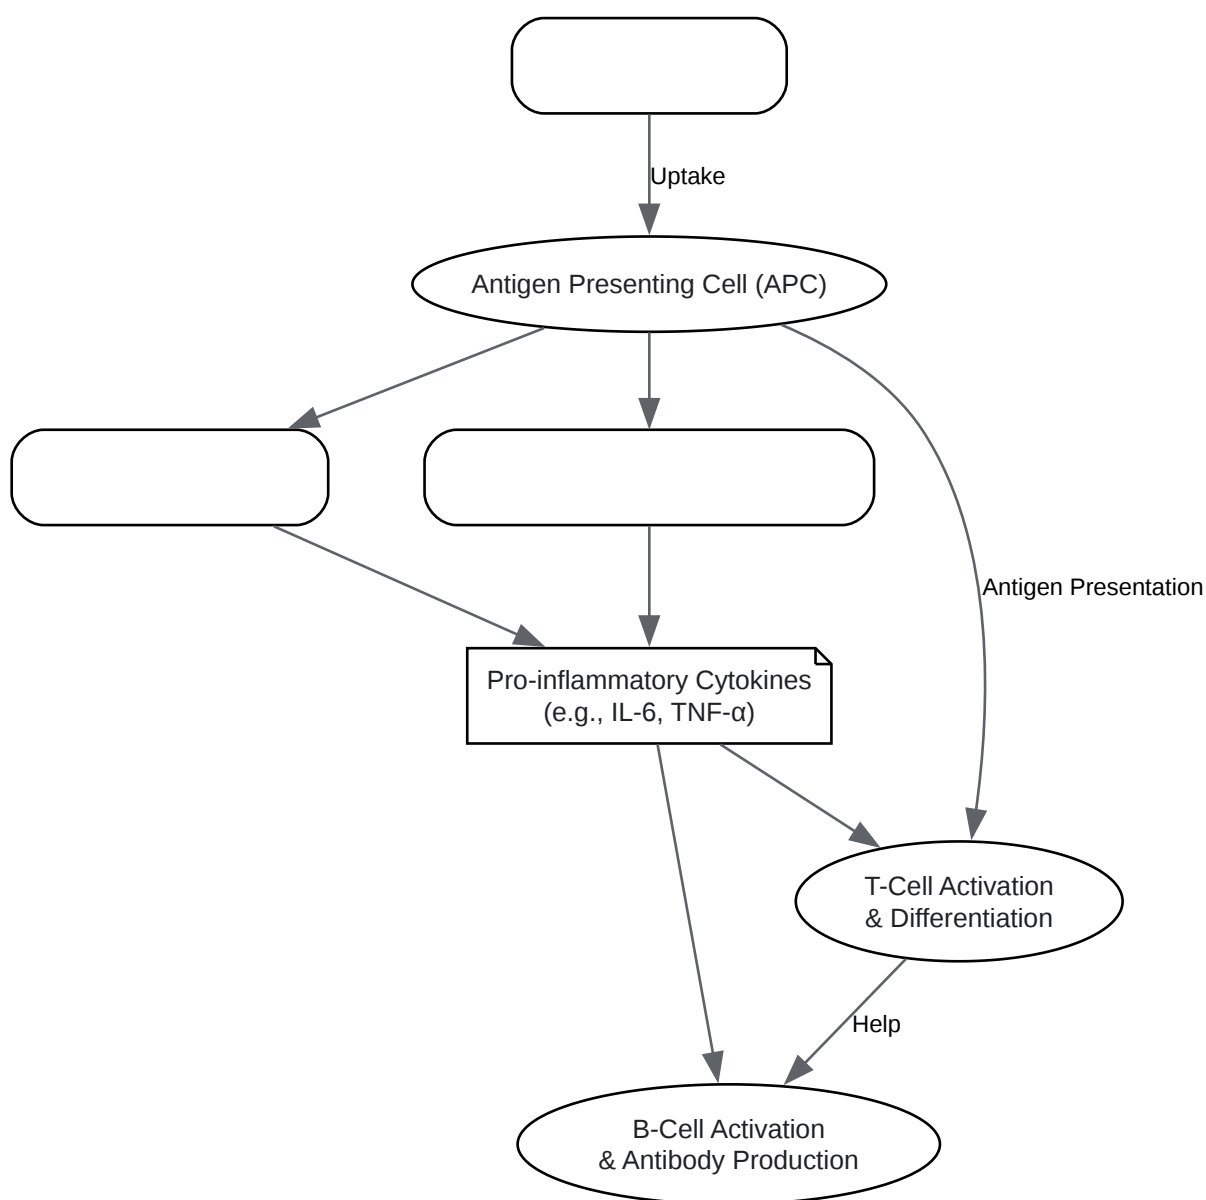 Uptake
Antigen Presenting Cell (APC)
Antigen Presentation
Pro-inflammatory Cytokines
(e.g., IL-6, TNF-α)
T-Cell Activation
& Differentiation
Help
B-Cell Activation
& Antibody Production